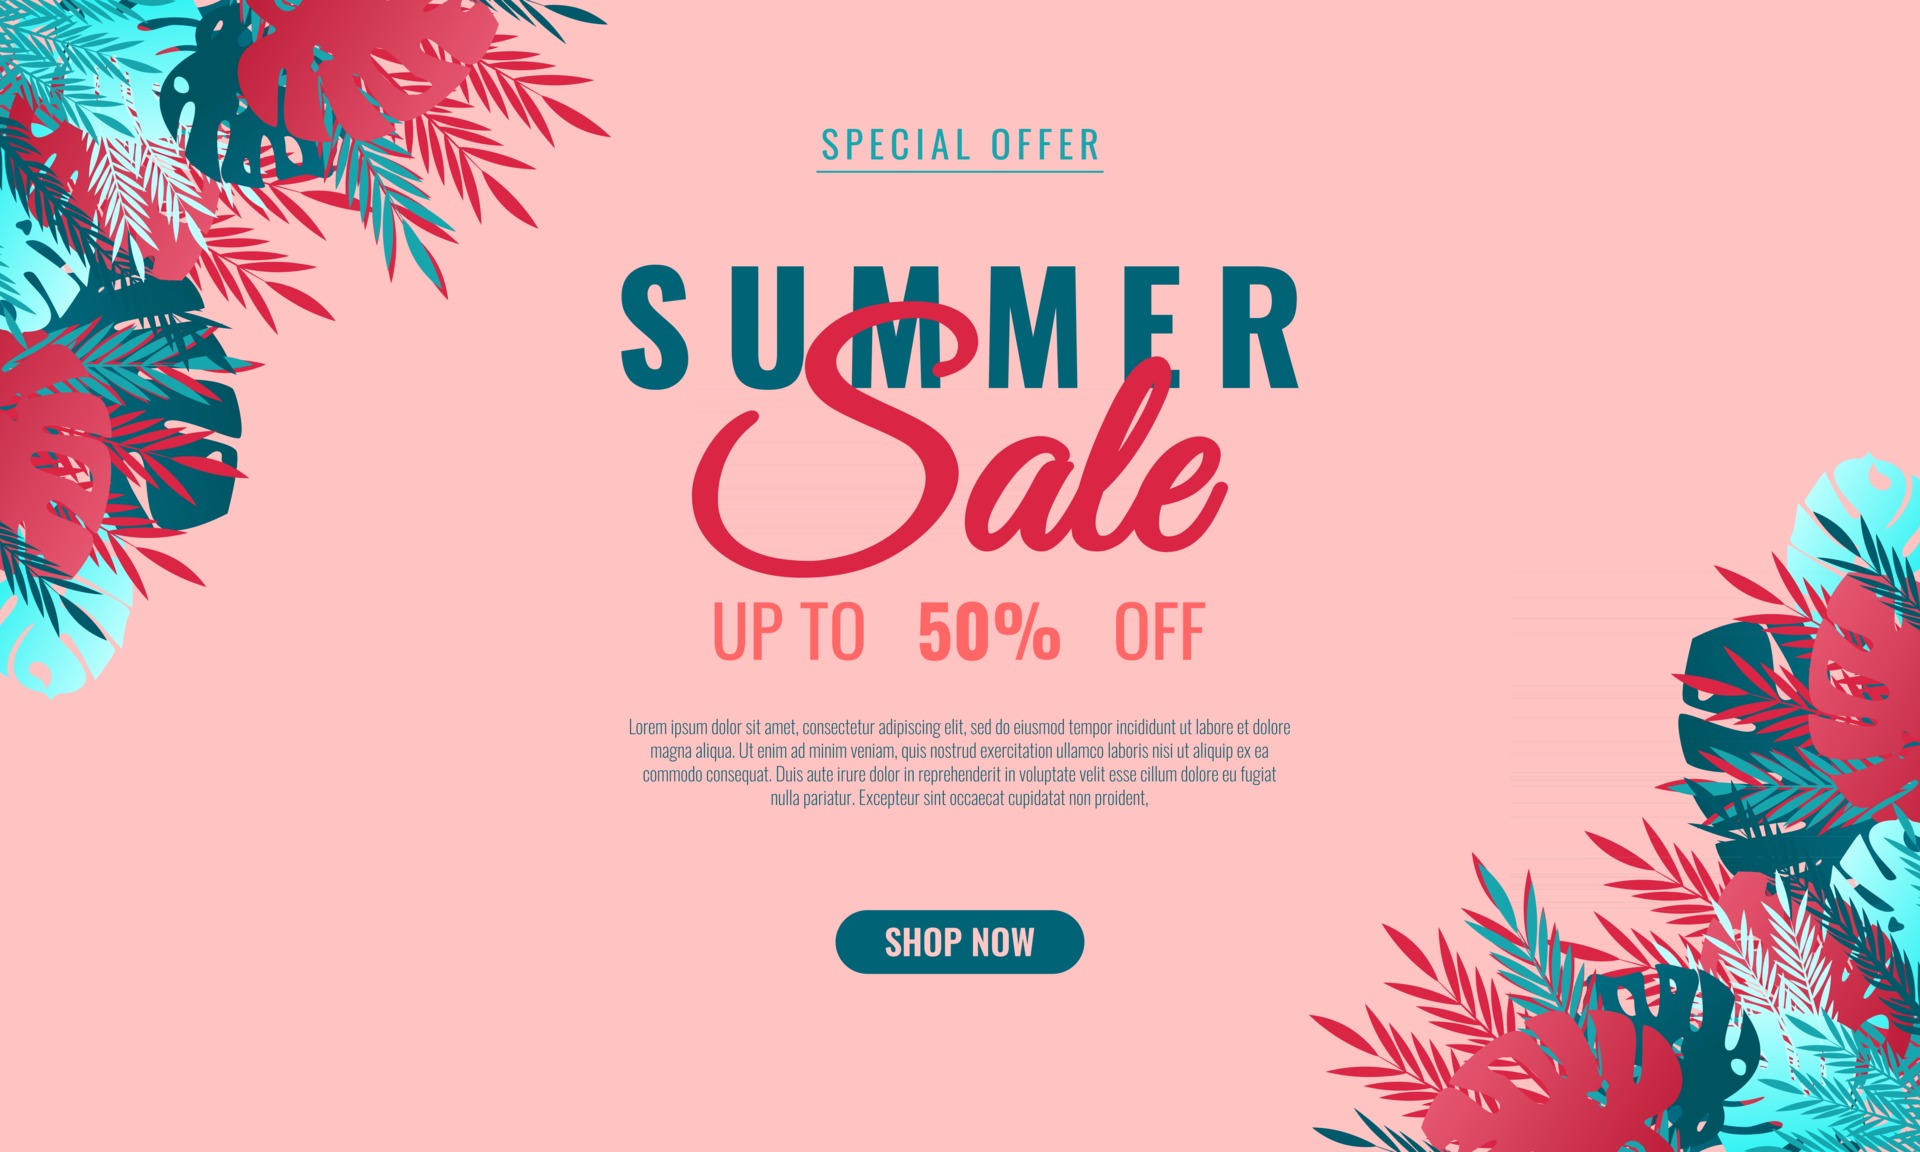 SPECIAL OFFER
SUMMER
Sale
UP TO 50% OFF
Lorem ipsum dolor sit amet, consectetur adipiscing elit, sed do eiusmod tempor incididunt ut labore et dolore
magna aliqua. Ut enim ad minim veniam, quis nostrud exercitation ullamco laboris nisi ut aliquip ex ea
commodo consequat. Duis aute irure dolor in reprehenderit in voluptate velit esse cillum dolore eu fugiat
nulla pariatur. Excepteur sint occaecat cupidatat non proident,
SHOP NOW